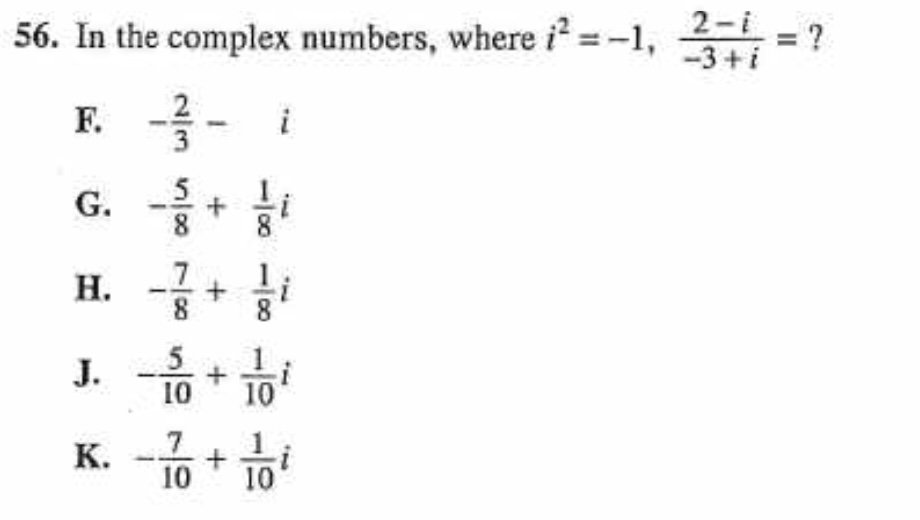 56. In the complex numbers, where i² = −1, (2 − i)/(−3 + i) = ?
F. −2/3 − i
G. −5/8 + 1/8 i
H. −7/8 + 1/8 i
J. −5/10 + 1/10 i
K. −7/10 + 1/10 i